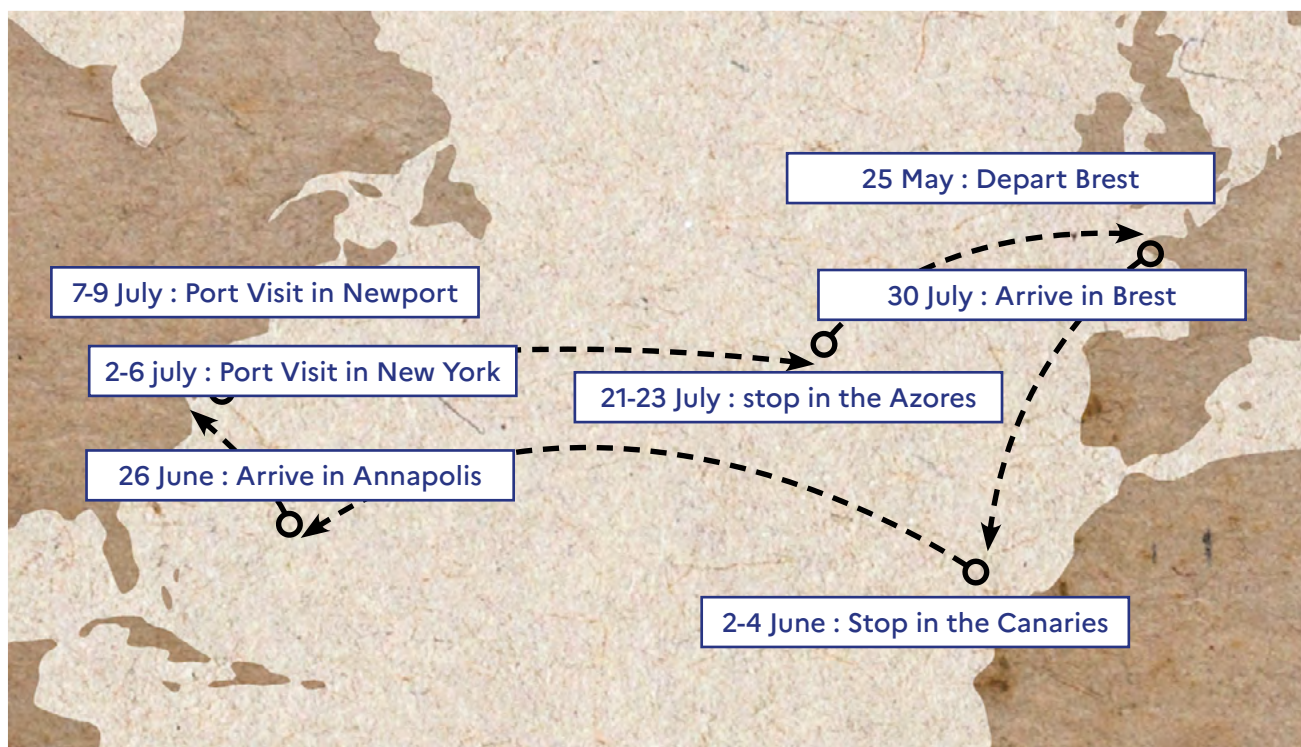 25 May : Depart Brest
7-9 July : Port Visit in Newport
30 July : Arrive in Brest
2-6 july : Port Visit in New York
21-23 July : stop in the Azores
26 June : Arrive in Annapolis
2-4 June : Stop in the Canaries